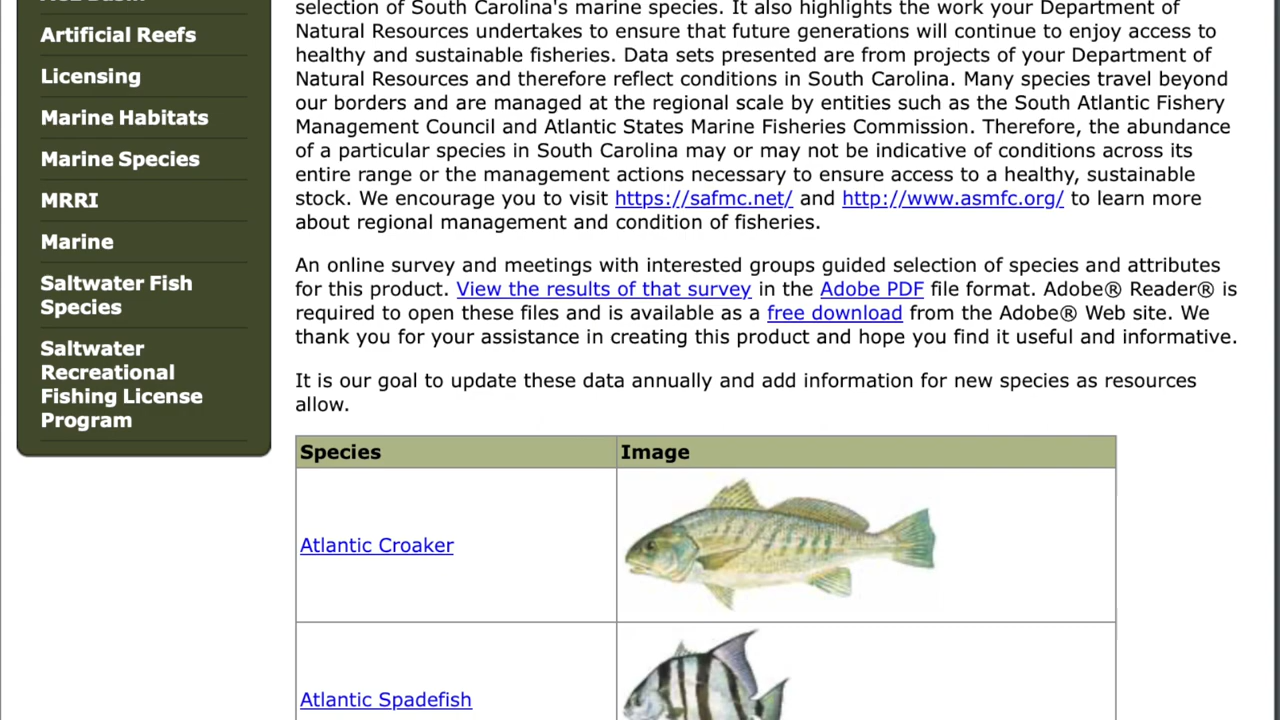 Artificial Reefs
Licensing
Marine Habitats
Marine Species
MRRI
Marine
Saltwater Fish
Species
Saltwater
Recreational
Fishing License
Program
selection of South Carolina's marine species. It also highlights the work your Department of
Natural Resources undertakes to ensure that future generations will continue to enjoy access to
healthy and sustainable fisheries. Data sets presented are from projects of your Department of
Natural Resources and therefore reflect conditions in South Carolina. Many species travel beyond
our borders and are managed at the regional scale by entities such as the South Atlantic Fishery
Management Council and Atlantic States Marine Fisheries Commission. Therefore, the abundance
of a particular species in South Carolina may or may not be indicative of conditions across its
entire range or the management actions necessary to ensure access to a healthy, sustainable
stock. We encourage you to visit https://safmc.net/ and http://www.asmfc.org/ to learn more
about regional management and condition of fisheries.
An online survey and meetings with interested groups guided selection of species and attributes
for this product. View the results of that survey in the Adobe PDF file format. Adobe® Reader® is
required to open these files and is available as a free download from the Adobe® Web site. We
thank you for your assistance in creating this product and hope you find it useful and informative.
It is our goal to update these data annually and add information for new species as resources
allow.
Species Image
Atlantic Croaker
Atlantic Spadefish